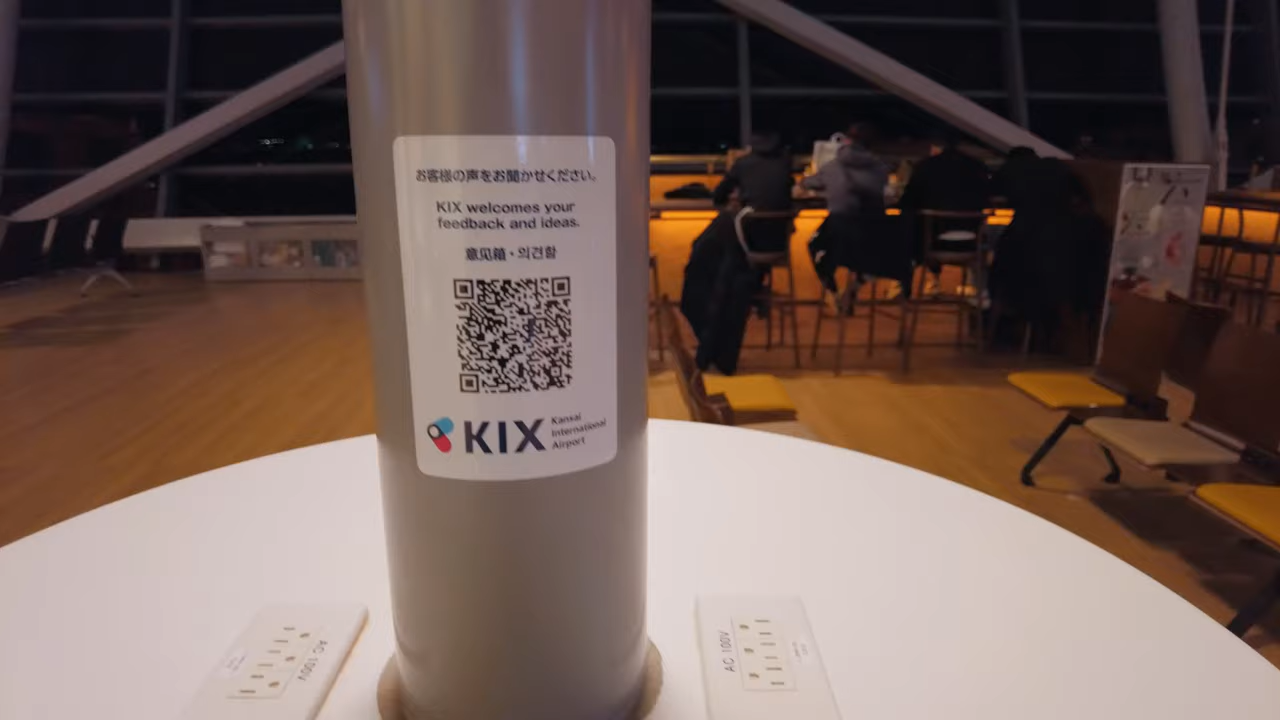 お客様の声をお聞かせください。
KIX welcomes your
feedback and ideas.
意见箱・의견함
KIX
Kansai
International
Airport
AC 100V
AC 100V